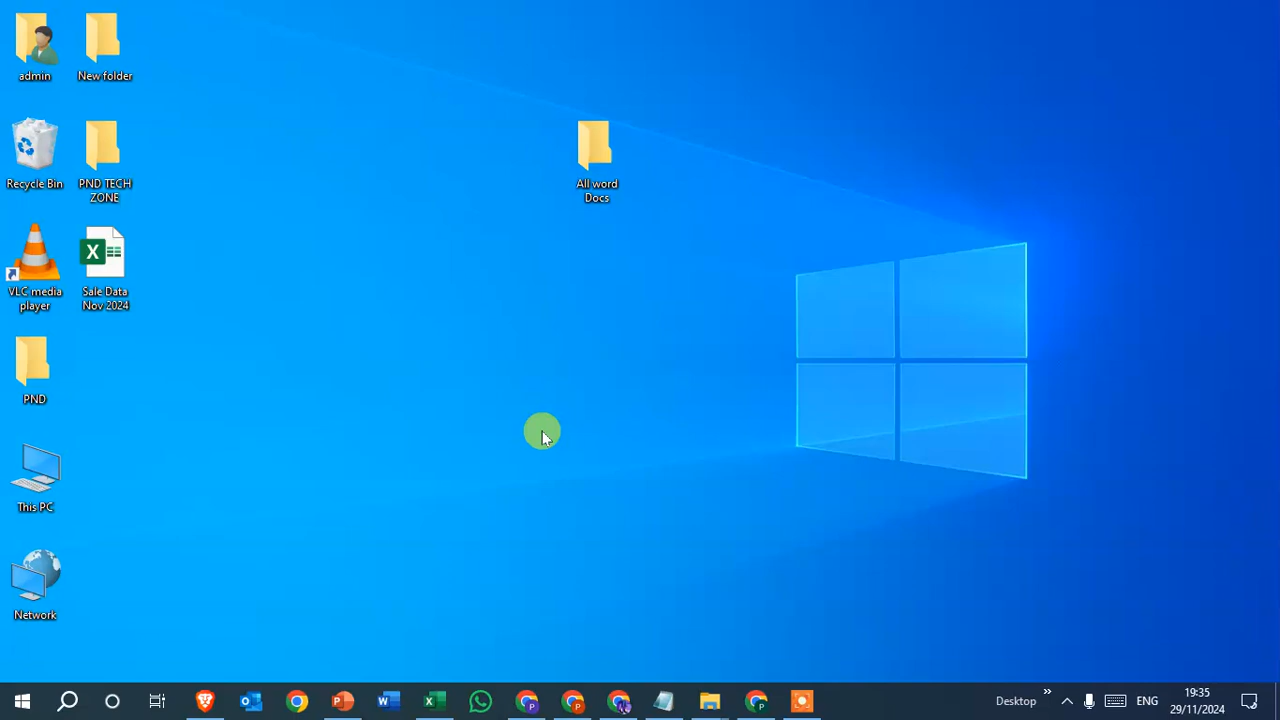 admin
New folder
Recycle Bin
PND TECH
ZONE
All word
Docs
VLC media
player
Sale Data
Nov 2024
PND
This PC
Network
Desktop
ENG
19:35
29/11/2024